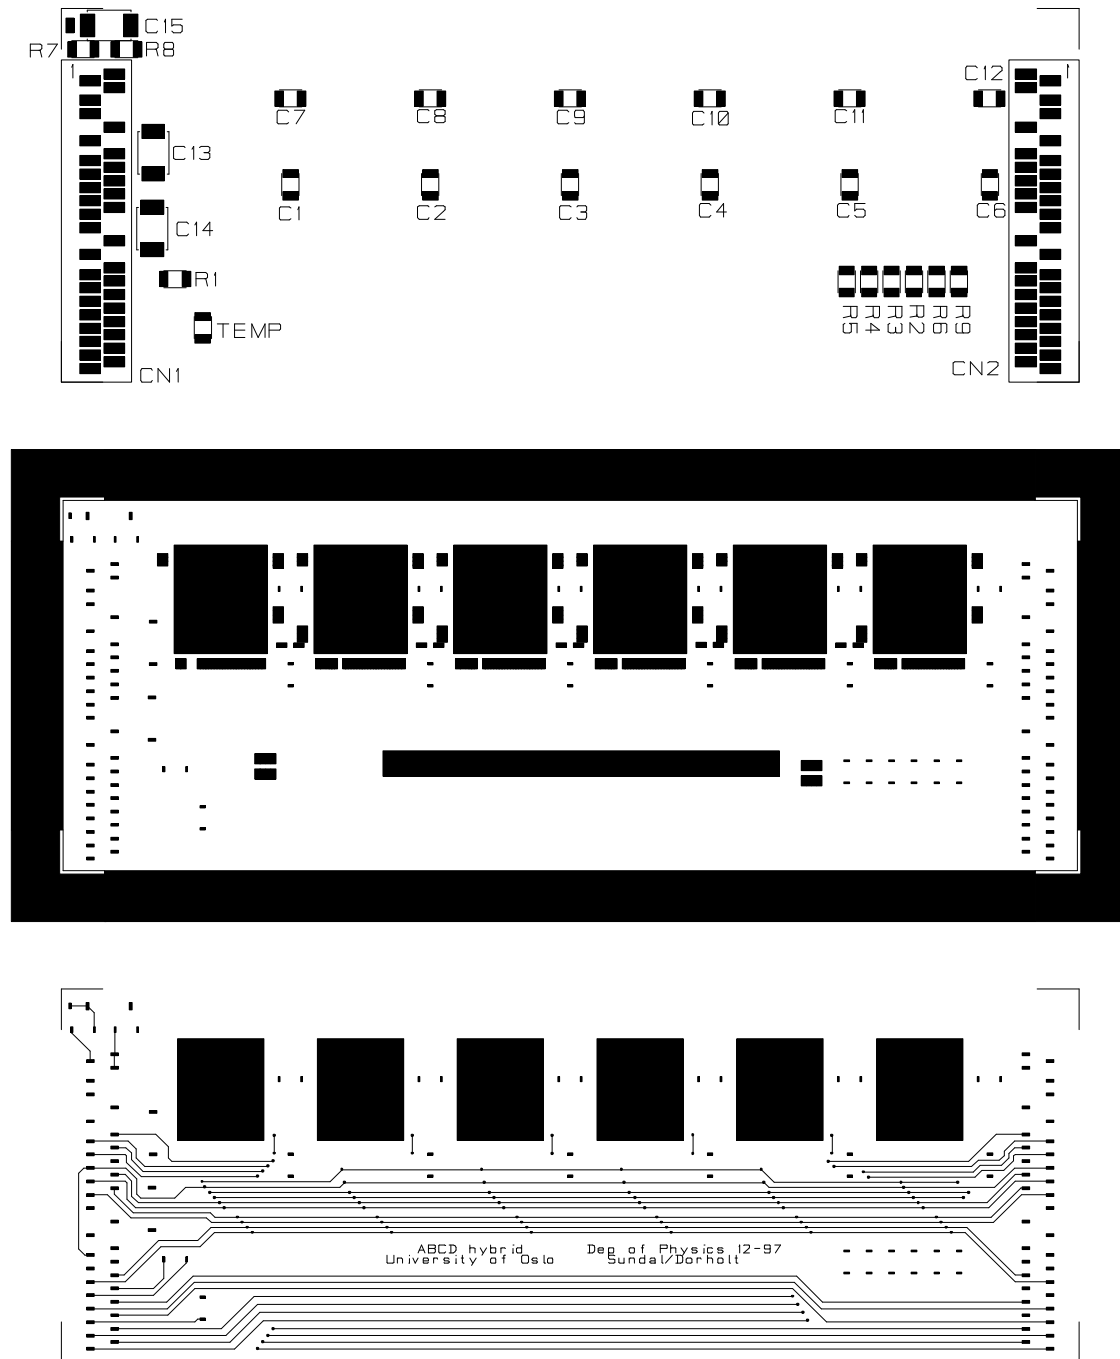 C15
R7 R8
1 1
C12
C7 C8 C9 C10 C11
C13
C1 C2 C3 C4 C5 C6
C14
R1
R5 R4 R3 R2 R6 R9
TEMP
CN1 CN2
ABCD hybrid Dep of Physics 12-97
University of Oslo Sundal/Dorholt